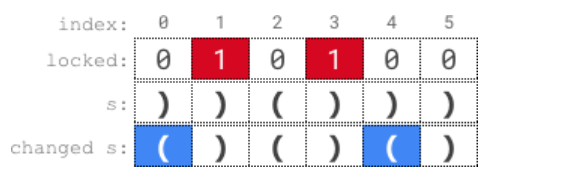 index: 0 1 2 3 4 5
locked: 0 1 0 1 0 0
s: ) ) ( ) ) )
changed s: ( ) ( ) ( )